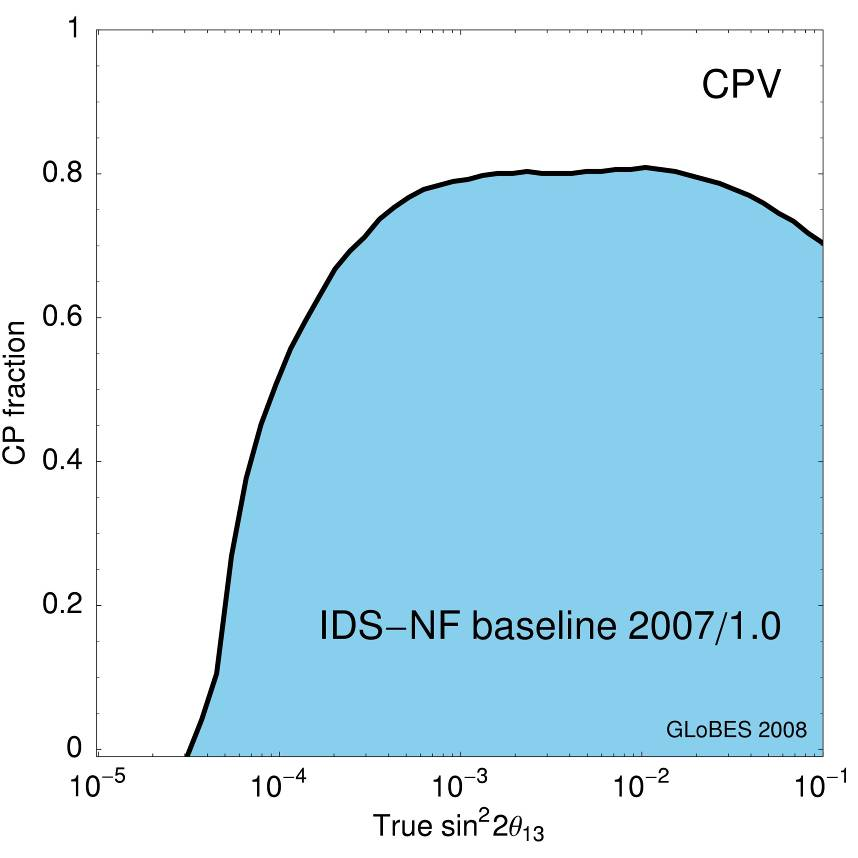 1
CPV
0.8
0.6
CP fraction
0.4
0.2
IDS−NF baseline 2007/1.0
GLoBES 2008
0
10⁻⁵ 10⁻⁴ 10⁻³ 10⁻² 10⁻¹
True sin²2θ₁₃